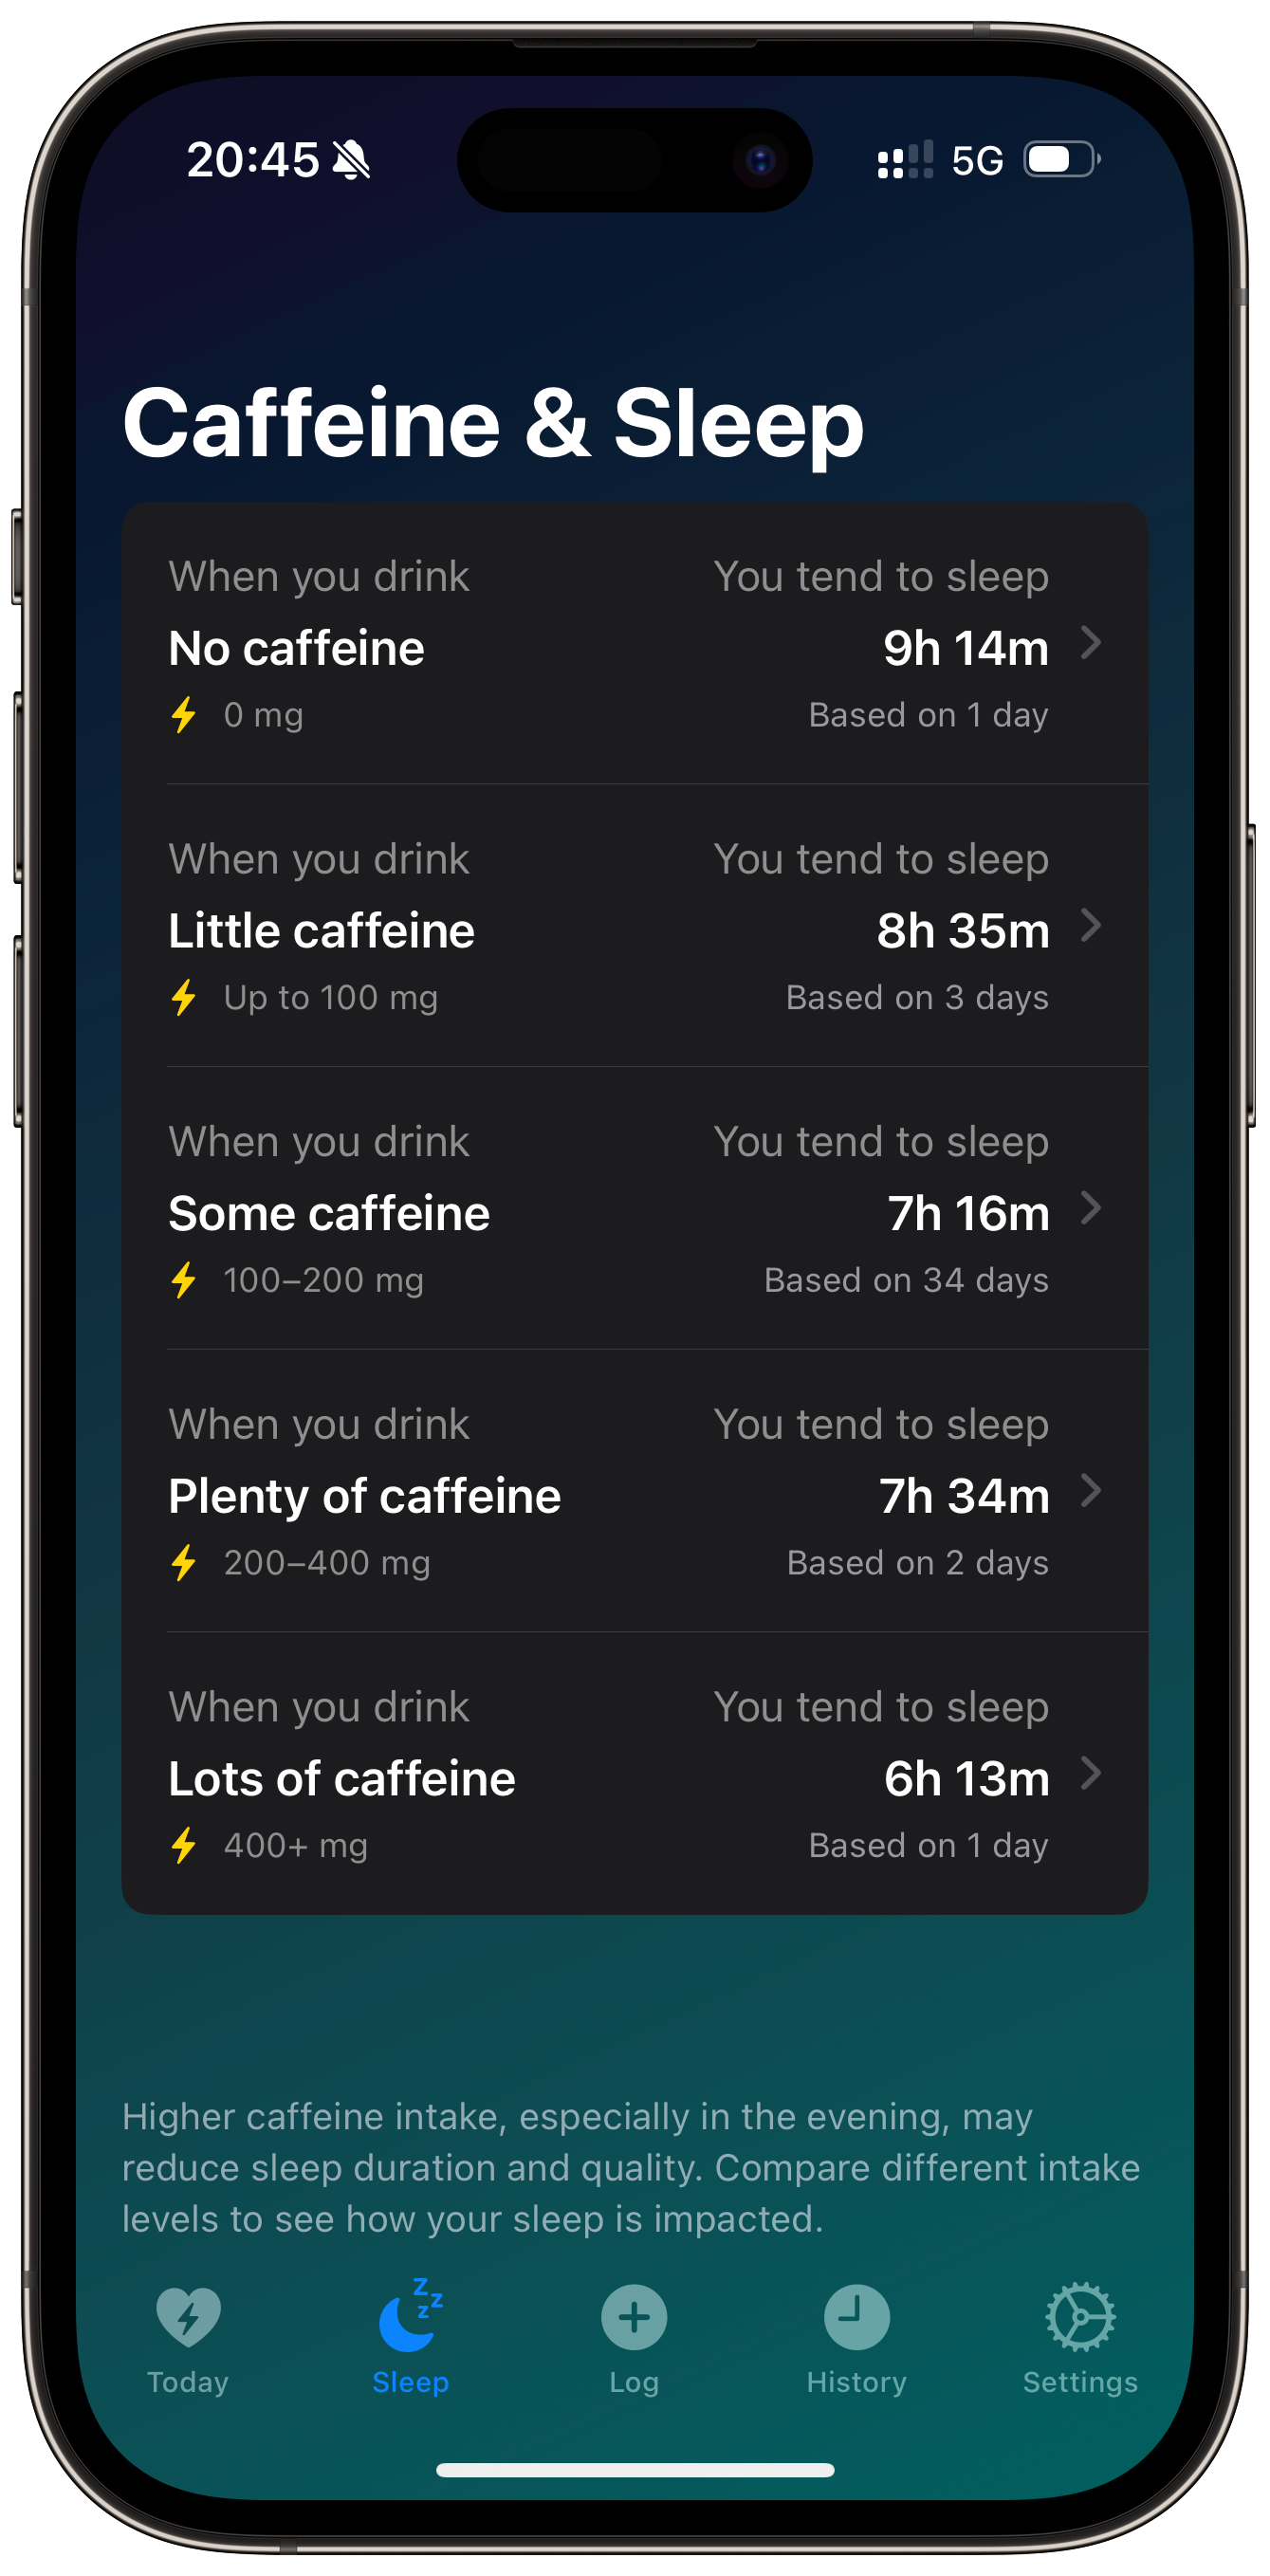 20:45 5G
Caffeine & Sleep
When you drink You tend to sleep
No caffeine 9h 14m
0 mg Based on 1 day
When you drink You tend to sleep
Little caffeine 8h 35m
Up to 100 mg Based on 3 days
When you drink You tend to sleep
Some caffeine 7h 16m
100–200 mg Based on 34 days
When you drink You tend to sleep
Plenty of caffeine 7h 34m
200–400 mg Based on 2 days
When you drink You tend to sleep
Lots of caffeine 6h 13m
400+ mg Based on 1 day
Higher caffeine intake, especially in the evening, may
reduce sleep duration and quality. Compare different intake
levels to see how your sleep is impacted.
Today Sleep Log History Settings